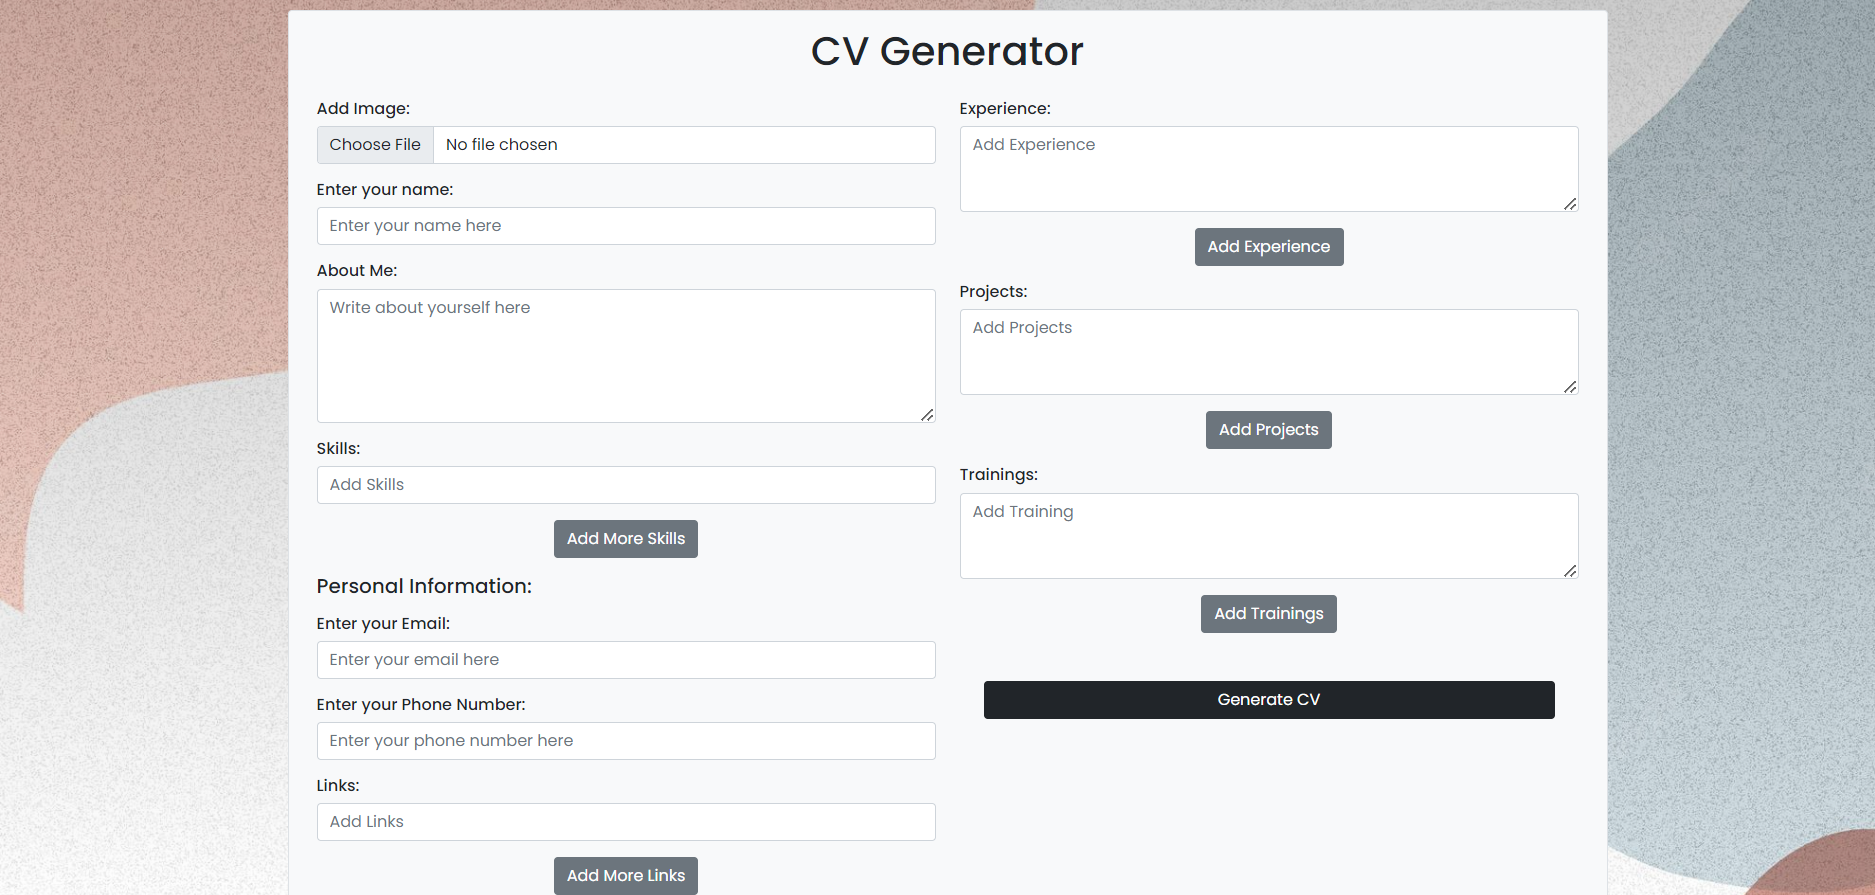 CV Generator
Add Image:
Choose File No file chosen
Enter your name:
Enter your name here
About Me:
Write about yourself here
Skills:
Add Skills
Add More Skills
Personal Information:
Enter your Email:
Enter your email here
Enter your Phone Number:
Enter your phone number here
Links:
Add Links
Add More Links
Experience:
Add Experience
Add Experience
Projects:
Add Projects
Add Projects
Trainings:
Add Training
Add Trainings
Generate CV